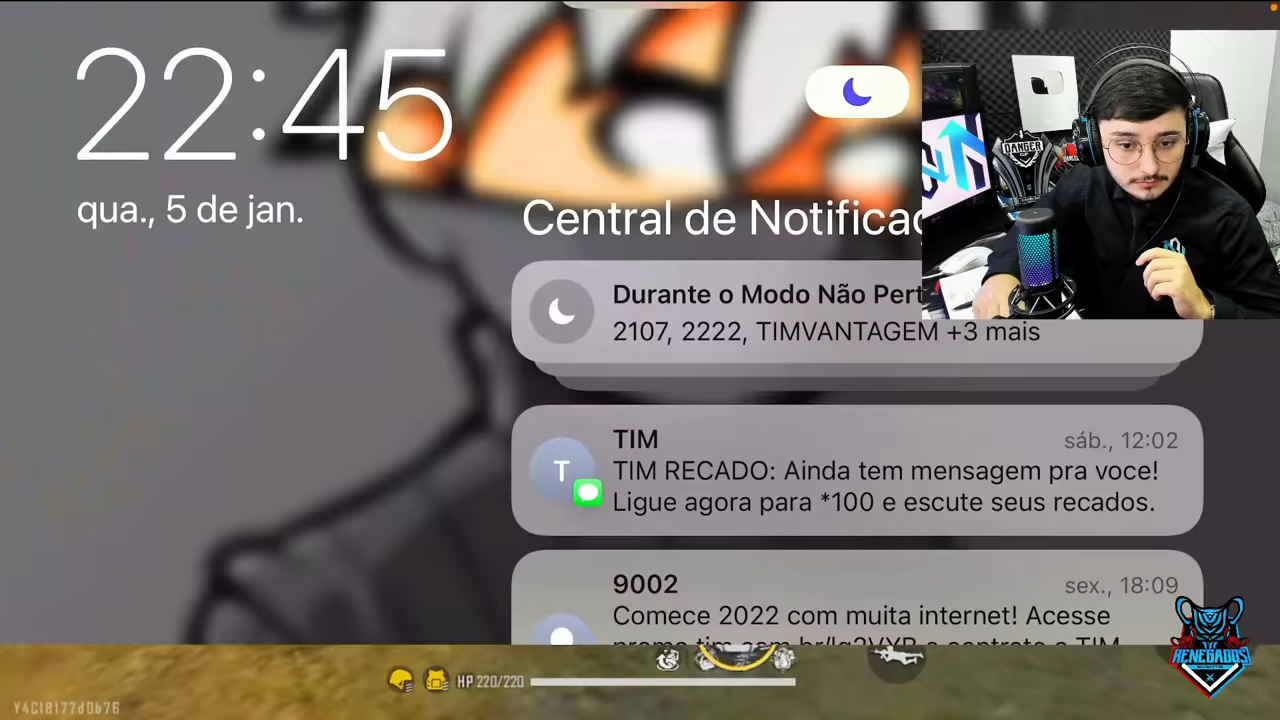 22:45
qua., 5 de jan.
Central de Notificaç
DANGER
Durante o Modo Não Pert
2107, 2222, TIMVANTAGEM +3 mais
TIM
sáb., 12:02
T
TIM RECADO: Ainda tem mensagem pra voce!
Ligue agora para *100 e escute seus recados.
9002
sex., 18:09
Comece 2022 com muita internet! Acesse
RENEGADOS
HP 220/220